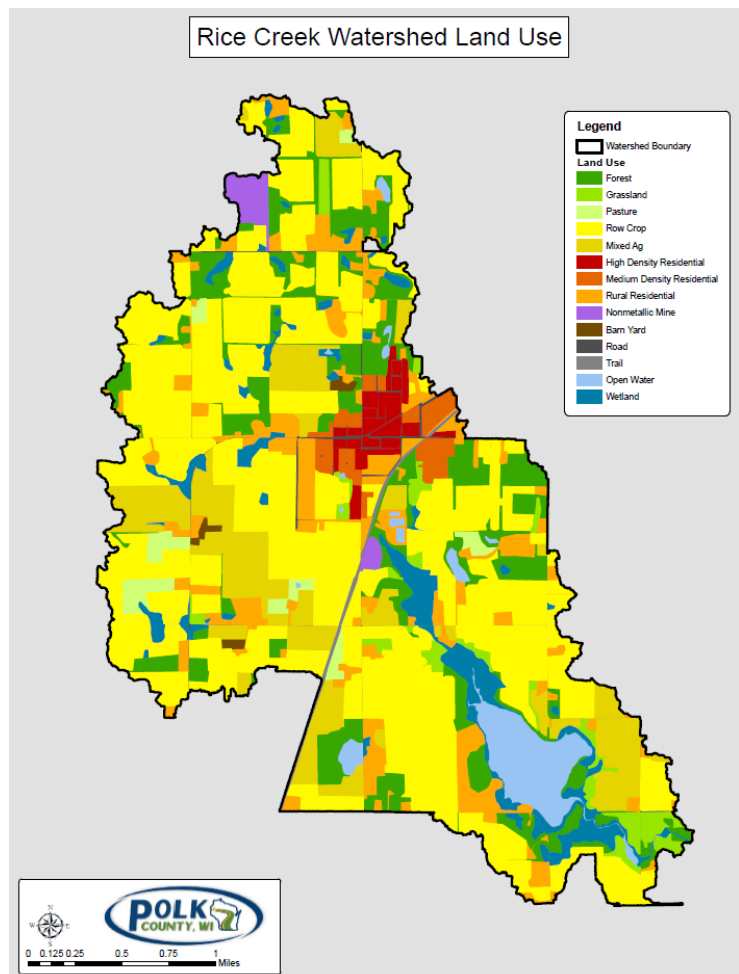 Rice Creek Watershed Land Use
Legend
Watershed Boundary
Land Use
Forest
Grassland
Pasture
Row Crop
Mixed Ag
High Density Residential
Medium Density Residential
Rural Residential
Nonmetallic Mine
Barn Yard
Road
Trail
Open Water
Wetland
N
W E
S
POLK
COUNTY, WI
0 0.125 0.25 0.5 0.75 1
Miles